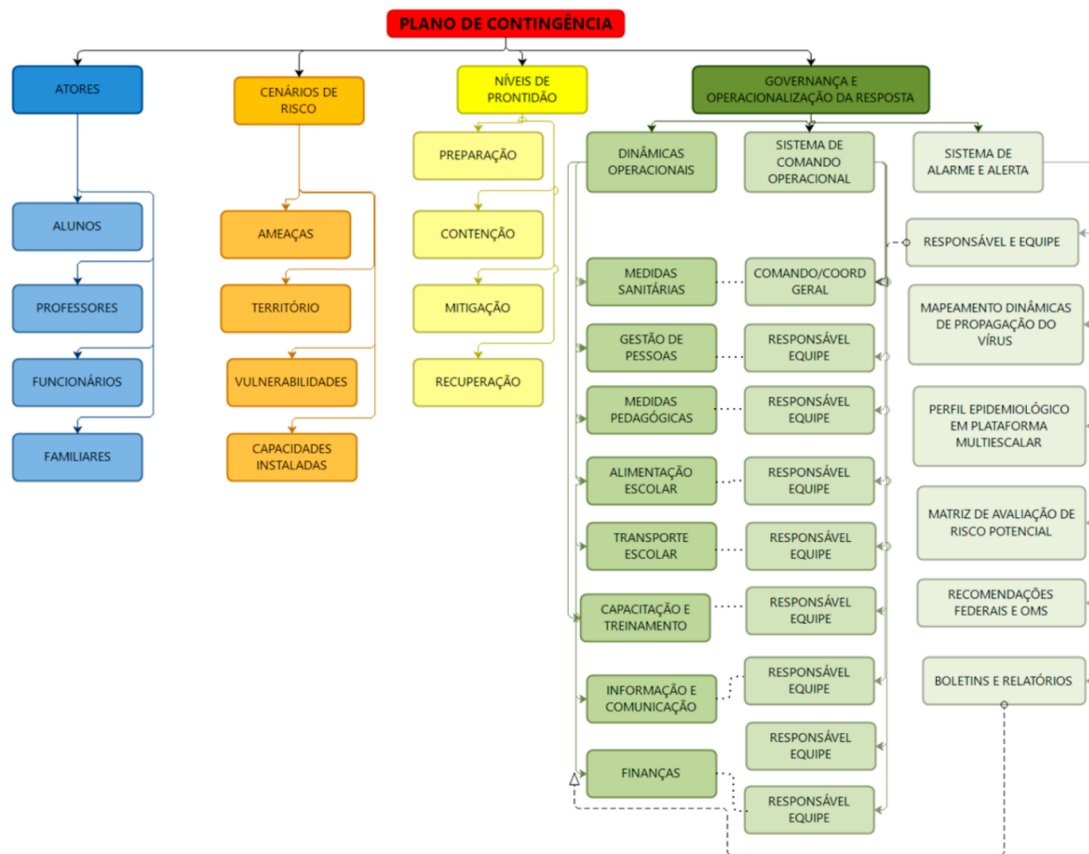 PLANO DE CONTINGÊNCIA
ATORES
CENÁRIOS DE
RISCO
NÍVEIS DE
PRONTIDÃO
GOVERNANÇA E
OPERACIONALIZAÇÃO DA RESPOSTA
ALUNOS
PROFESSORES
FUNCIONÁRIOS
FAMILIARES
AMEAÇAS
TERRITÓRIO
VULNERABILIDADES
CAPACIDADES
INSTALADAS
PREPARAÇÃO
CONTENÇÃO
MITIGAÇÃO
RECUPERAÇÃO
DINÂMICAS
OPERACIONAIS
MEDIDAS
SANITÁRIAS
GESTÃO DE
PESSOAS
MEDIDAS
PEDAGÓGICAS
ALIMENTAÇÃO
ESCOLAR
TRANSPORTE
ESCOLAR
CAPACITAÇÃO E
TREINAMENTO
INFORMAÇÃO E
COMUNICAÇÃO
FINANÇAS
SISTEMA DE
COMANDO
OPERACIONAL
COMANDO/COORD
GERAL
RESPONSÁVEL
EQUIPE
RESPONSÁVEL
EQUIPE
RESPONSÁVEL
EQUIPE
RESPONSÁVEL
EQUIPE
RESPONSÁVEL
EQUIPE
RESPONSÁVEL
EQUIPE
RESPONSÁVEL
EQUIPE
RESPONSÁVEL
EQUIPE
SISTEMA DE
ALARME E ALERTA
RESPONSÁVEL E EQUIPE
MAPEAMENTO DINÂMICAS
DE PROPAGAÇÃO DO
VÍRUS
PERFIL EPIDEMIOLÓGICO
EM PLATAFORMA
MULTIESCALAR
MATRIZ DE AVALIAÇÃO DE
RISCO POTENCIAL
RECOMENDAÇÕES
FEDERAIS E OMS
BOLETINS E RELATÓRIOS